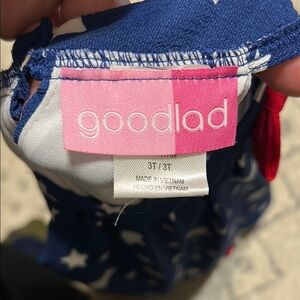 goodlad
3T/3T
MADE IN VIETNAM
HECHO EN VIETNAM